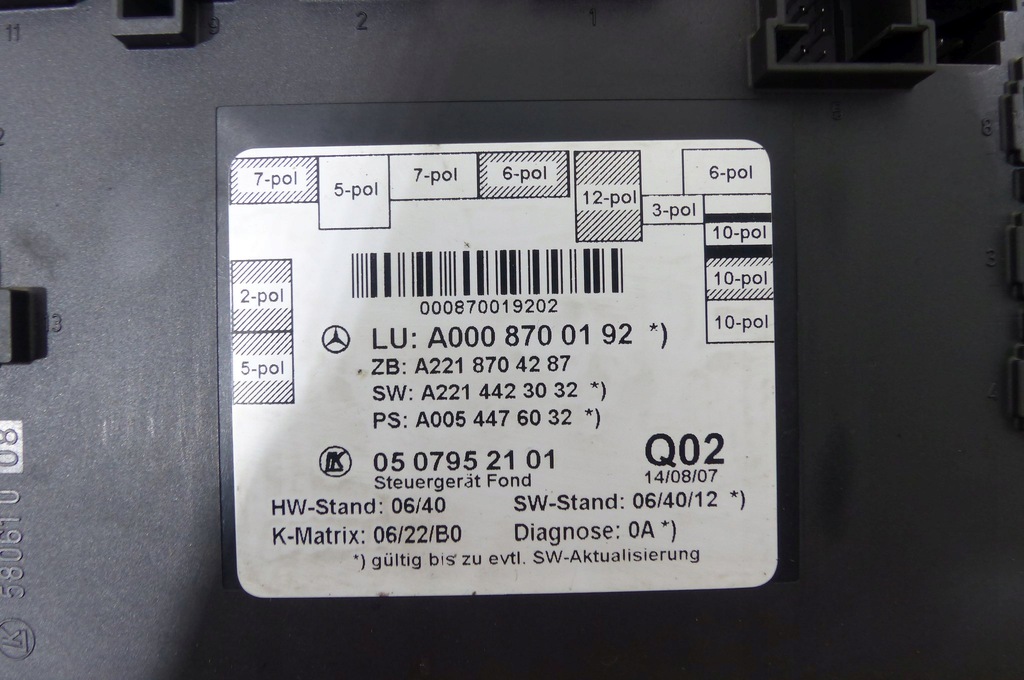 11
9
2
1
7-pol
5-pol
7-pol
6-pol
12-pol
3-pol
6-pol
10-pol
10-pol
10-pol
2-pol
5-pol
000870019202
LU: A000 870 01 92 *)
ZB: A221 870 42 87
SW: A221 442 30 32 *)
PS: A005 447 60 32 *)
05 0795 21 01
Steuergerät Fond
Q02
14/08/07
HW-Stand: 06/40
SW-Stand: 06/40/12 *)
K-Matrix: 06/22/B0
Diagnose: 0A *)
*) gültig bis zu evtl. SW-Aktualisierung
13
3
580610 08